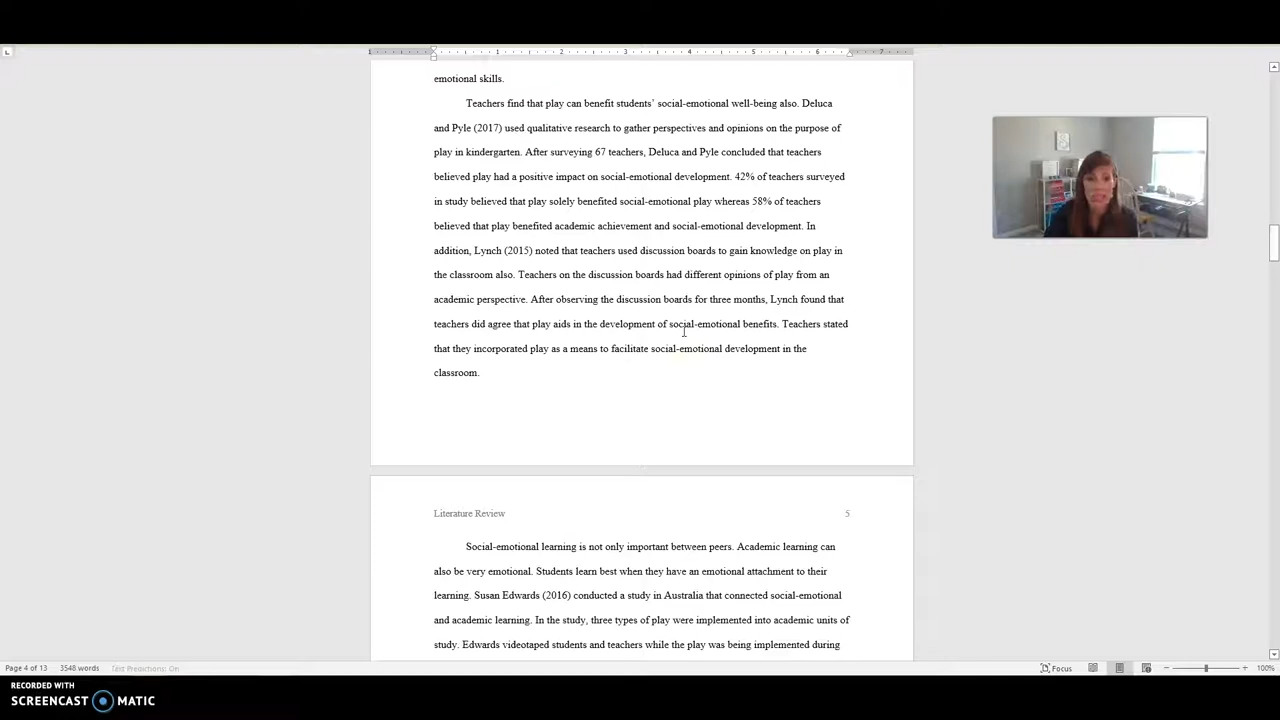 emotional skills.
Teachers find that play can benefit students’ social-emotional well-being also. Deluca
and Pyle (2017) used qualitative research to gather perspectives and opinions on the purpose of
play in kindergarten. After surveying 67 teachers, Deluca and Pyle concluded that teachers
believed play had a positive impact on social-emotional development. 42% of teachers surveyed
in study believed that play solely benefited social-emotional play whereas 58% of teachers
believed that play benefited academic achievement and social-emotional development. In
addition, Lynch (2015) noted that teachers used discussion boards to gain knowledge on play in
the classroom also. Teachers on the discussion boards had different opinions of play from an
academic perspective. After observing the discussion boards for three months, Lynch found that
teachers did agree that play aids in the development of social-emotional benefits. Teachers stated
that they incorporated play as a means to facilitate social-emotional development in the
classroom.
Literature Review 5
Social-emotional learning is not only important between peers. Academic learning can
also be very emotional. Students learn best when they have an emotional attachment to their
learning. Susan Edwards (2016) conducted a study in Australia that connected social-emotional
and academic learning. In the study, three types of play were implemented into academic units of
study. Edwards videotaped students and teachers while the play was being implemented during
Page 4 of 13 3548 words Text Predictions: On Focus 100%
RECORDED WITH
SCREENCAST MATIC